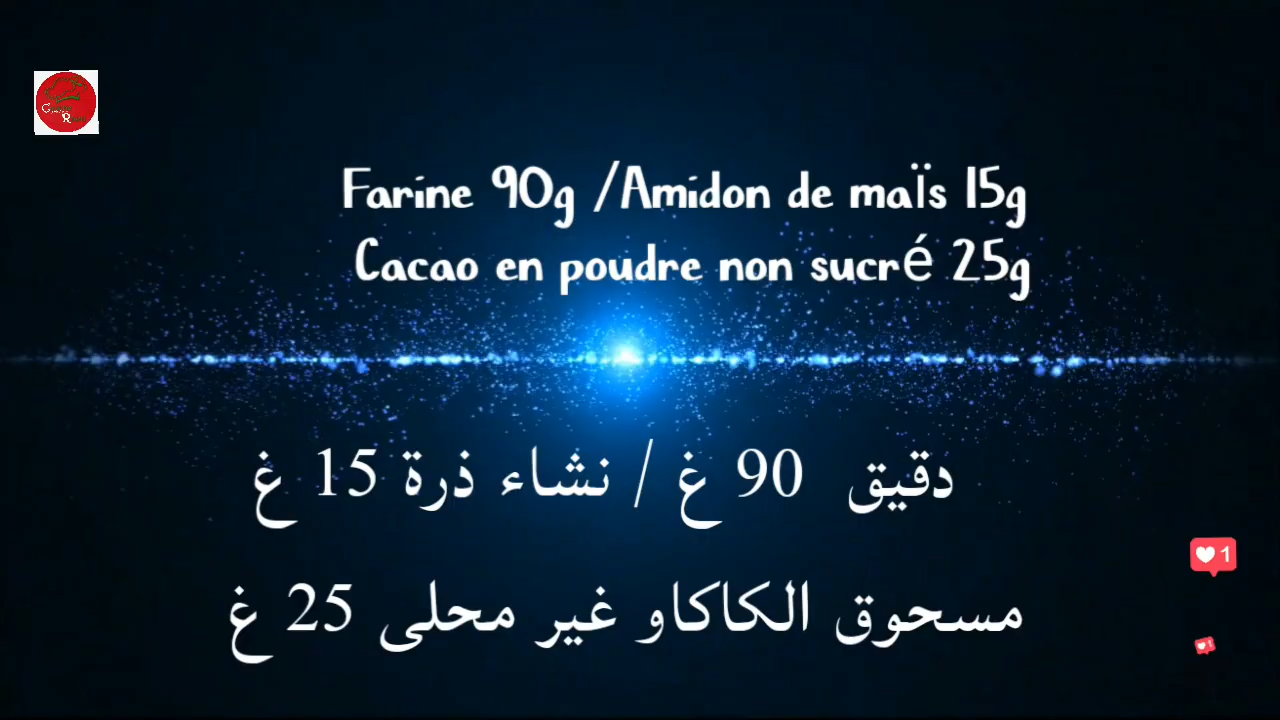 Farine 90g /Amidon de maïs 15g
Cacao en poudre non sucré 25g
دقيق 90 غ / نشاء ذرة 15 غ
مسحوق الكاكاو غير محلى 25 غ
1
1